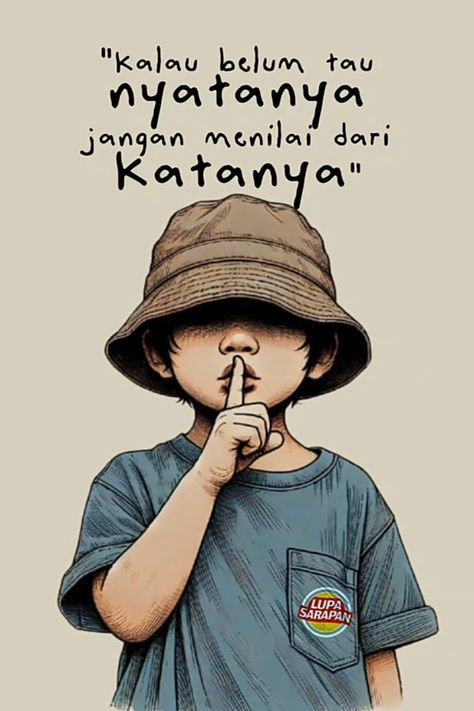 "Kalau belum tau
nyatanya
jangan menilai dari
Katanya"
LUPA
SARAPAN